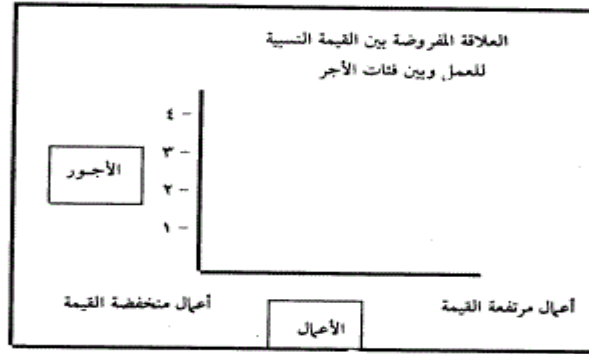 العلاقة المفروضة بين القيمة النسبية
للعمل وبين فئات الأجر
٤ -
٣ -
الأجور
٢ -
١ -
أعمال منخفضة القيمة
أعمال مرتفعة القيمة
الأعمال